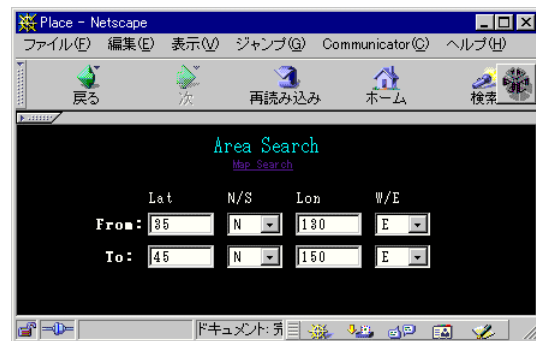 Place - Netscape
ファイル(F) 編集(E) 表示(V) ジャンプ(G) Communicator(C) ヘルプ(H)
戻る 次 再読み込み ホーム 検索
Area Search
Map Search
Lat N/S Lon W/E
From: 35 N 130 E
To: 45 N 150 E
ドキュメント: 完